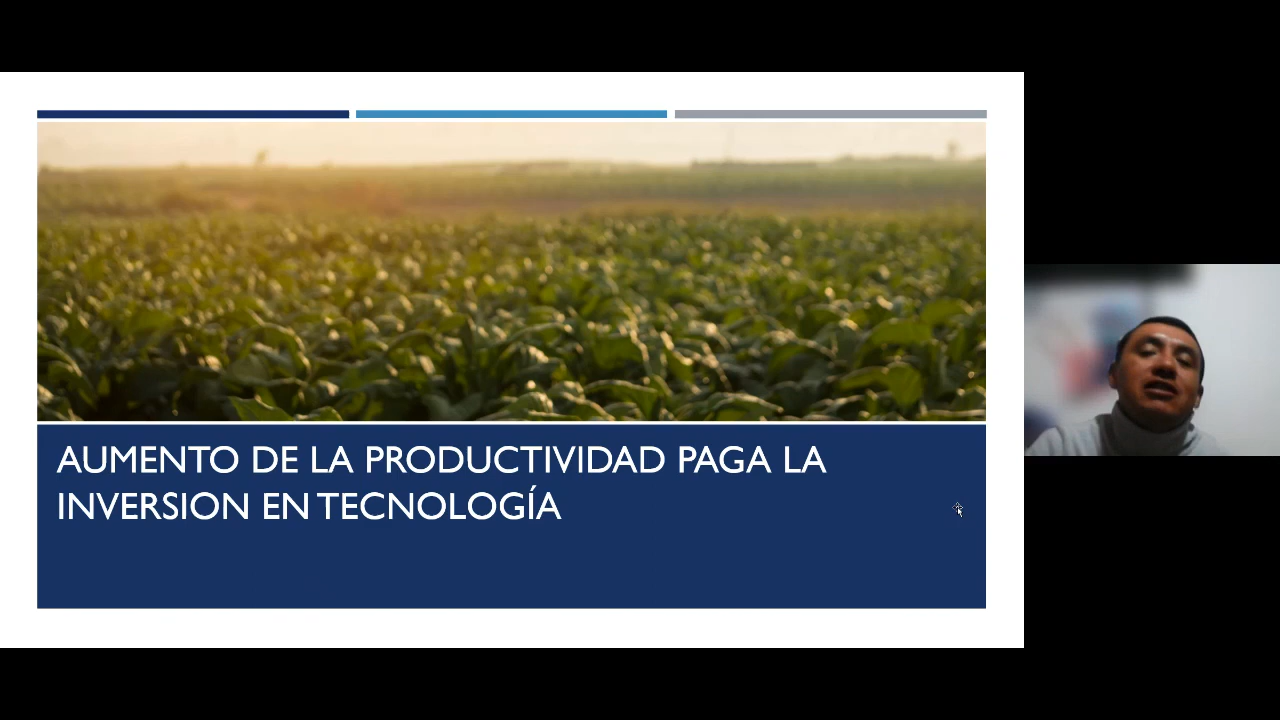 AUMENTO DE LA PRODUCTIVIDAD PAGA LA
INVERSION EN TECNOLOGÍA